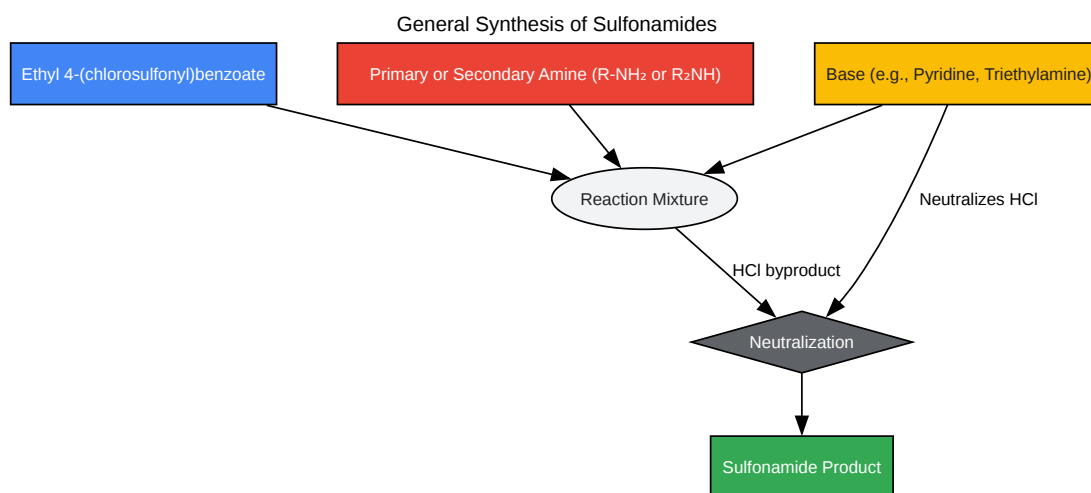 General Synthesis of Sulfonamides
Ethyl 4-(chlorosulfonyl)benzoate
Primary or Secondary Amine (R-NH₂ or R₂NH)
Base (e.g., Pyridine, Triethylamine)
Reaction Mixture
Neutralizes HCl
HCl byproduct
Neutralization
Sulfonamide Product